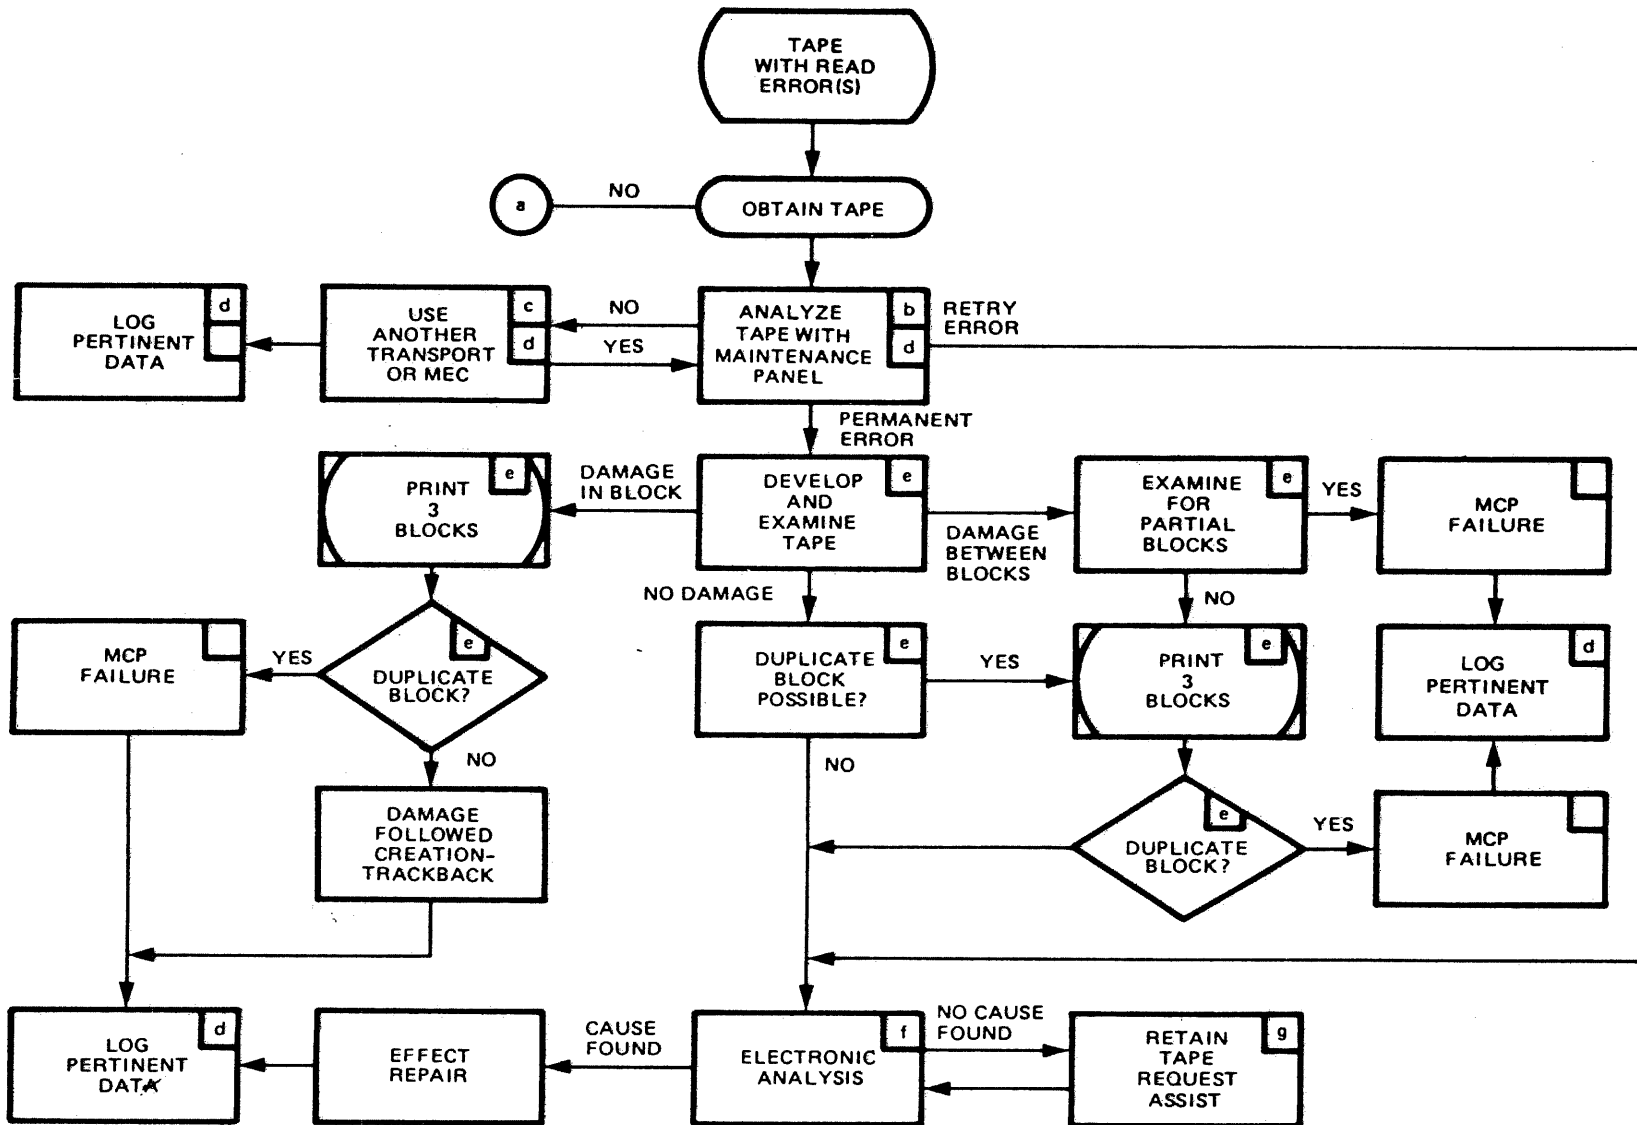 TAPE
WITH READ
ERROR(S)
a
NO
OBTAIN TAPE
LOG
PERTINENT
DATA
d
USE
ANOTHER
TRANSPORT
OR MEC
c
d
NO
YES
ANALYZE
TAPE WITH
MAINTENANCE
PANEL
b
d
RETRY
ERROR
PERMANENT
ERROR
PRINT
3
BLOCKS
e
DAMAGE
IN BLOCK
DEVELOP
AND
EXAMINE
TAPE
e
DAMAGE
BETWEEN
BLOCKS
EXAMINE
FOR
PARTIAL
BLOCKS
e
YES
MCP
FAILURE
NO DAMAGE
NO
MCP
FAILURE
YES
e
DUPLICATE
BLOCK?
DUPLICATE
BLOCK
POSSIBLE?
e
YES
PRINT
3
BLOCKS
e
LOG
PERTINENT
DATA
d
NO
NO
DAMAGE
FOLLOWED
CREATION-
TRACKBACK
e
DUPLICATE
BLOCK?
YES
MCP
FAILURE
LOG
PERTINENT
DATA
d
EFFECT
REPAIR
CAUSE
FOUND
ELECTRONIC
ANALYSIS
f
NO CAUSE
FOUND
RETAIN
TAPE
REQUEST
ASSIST
g